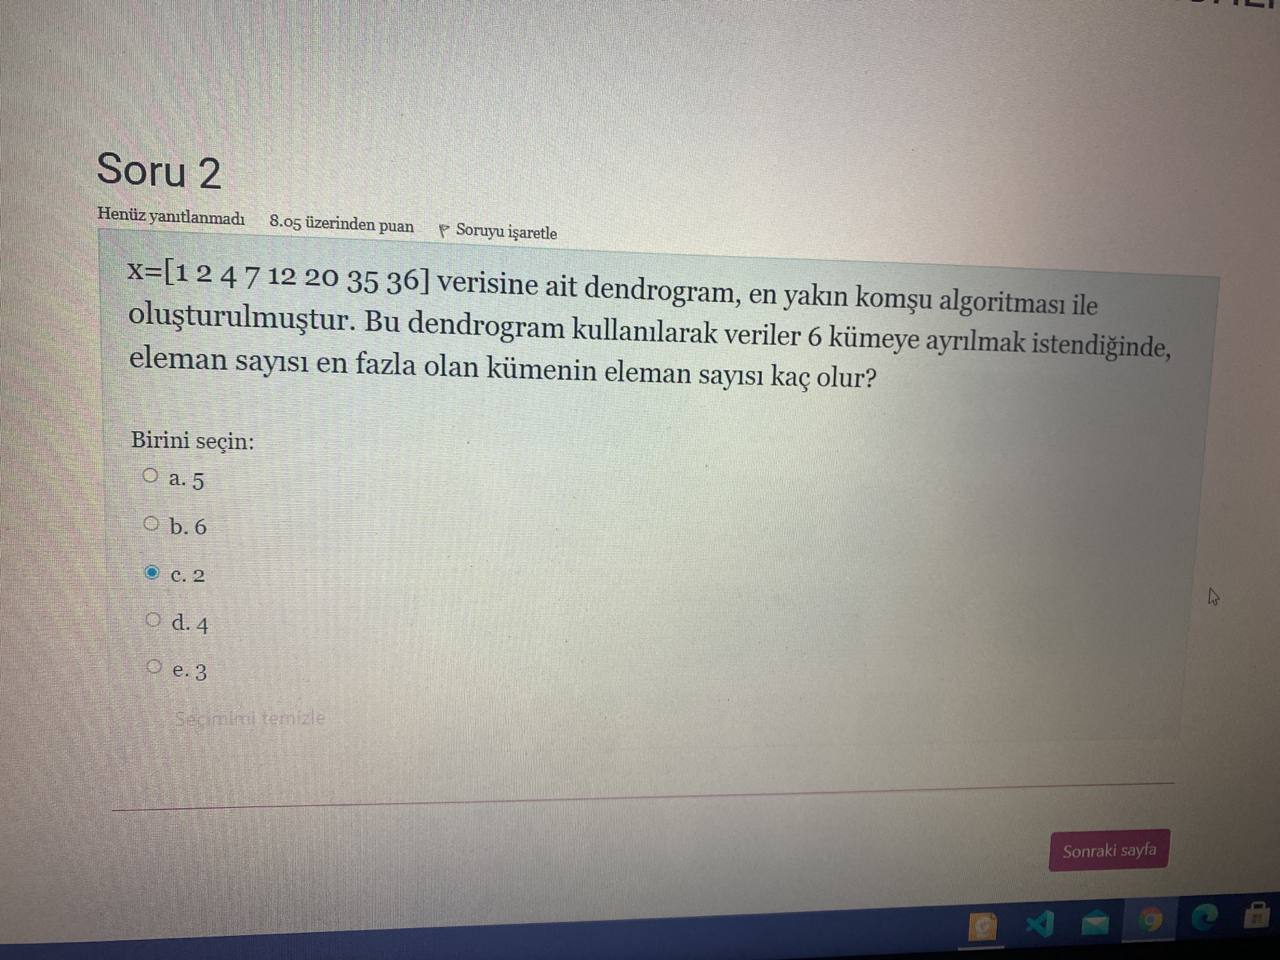 Soru 2
Henüz yanıtlanmadı 8.05 üzerinden puan Soruyu işaretle
x=[1 2 4 7 12 20 35 36] verisine ait dendrogram, en yakın komşu algoritması ile
oluşturulmuştur. Bu dendrogram kullanılarak veriler 6 kümeye ayrılmak istendiğinde,
eleman sayısı en fazla olan kümenin eleman sayısı kaç olur?
Birini seçin:
a. 5
b. 6
c. 2
d. 4
e. 3
Seçimimi temizle
Sonraki sayfa